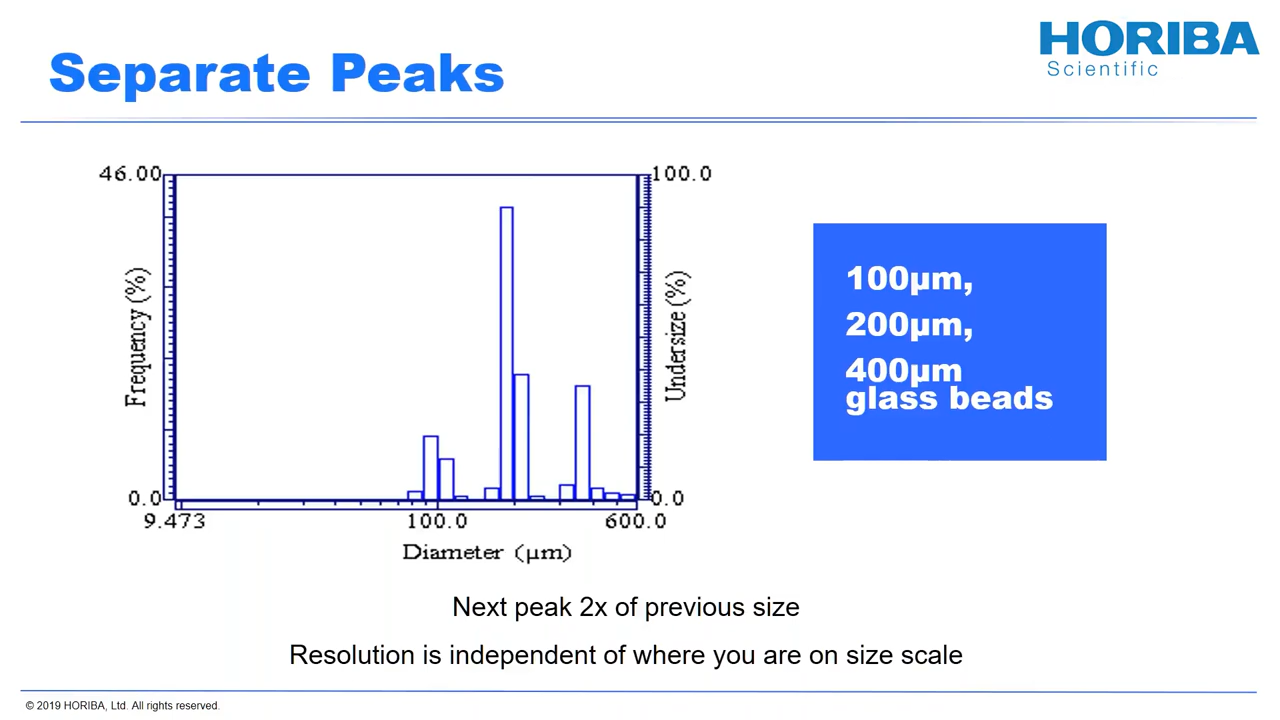 Separate Peaks
HORIBA
Scientific
46.00
100.0
Frequency (%)
Undersize (%)
0.0
0.0
9.473
100.0
600.0
Diameter (μm)
100μm,
200μm,
400μm
glass beads
Next peak 2x of previous size
Resolution is independent of where you are on size scale
© 2019 HORIBA, Ltd. All rights reserved.